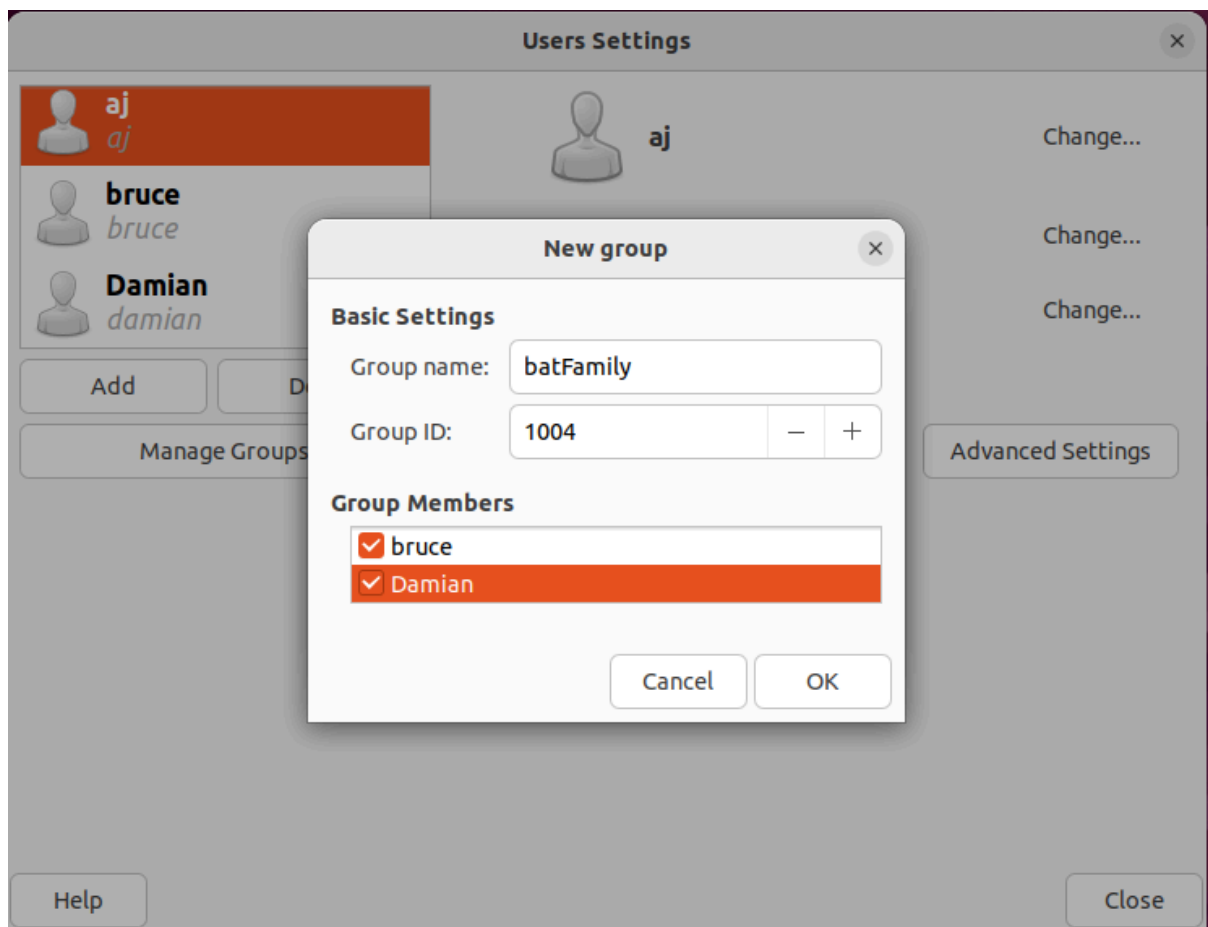 Users Settings
aj
aj
aj
Change...
bruce
bruce
Change...
Damian
damian
Change...
Add
Manage Groups
Advanced Settings
New group
Basic Settings
Group name: batFamily
Group ID: 1004
Group Members
bruce
Damian
Cancel
OK
Help
Close